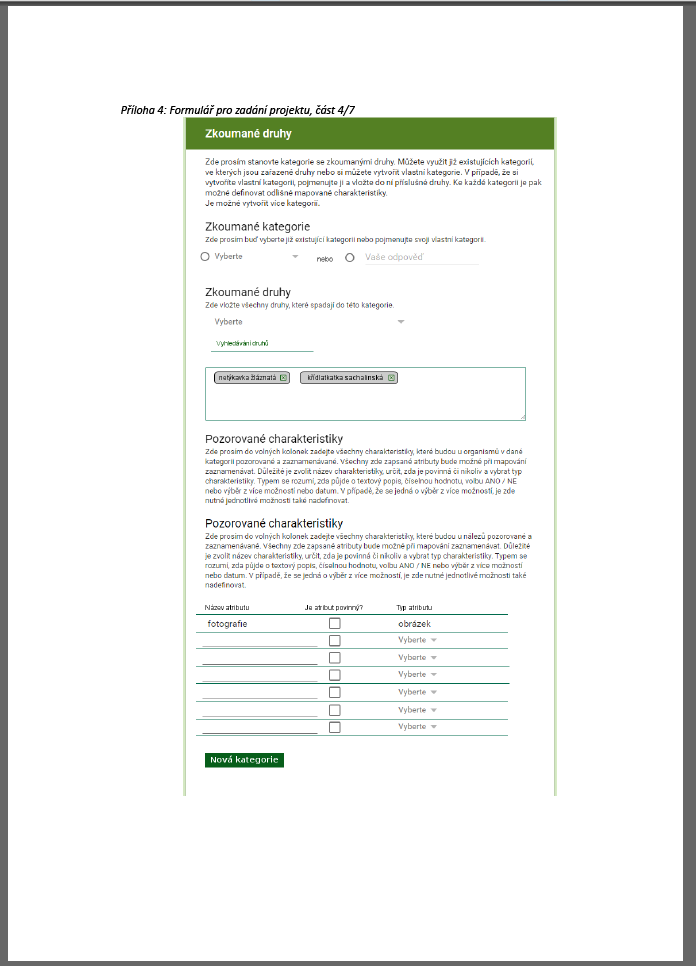 Příloha 4: Formulář pro zadání projektu, část 4/7
Zkoumané druhy
Zde prosím stanovte kategorie se zkoumanými druhy. Můžete využít již existujících kategorií,
ve kterých jsou zařazené druhy nebo si můžete vytvořit vlastní kategorie. V případě, že si
vytvoříte vlastní kategorii, pojmenujte ji a vložte do ní příslušné druhy. Ke každé kategorii je pak
možné definovat odlišné mapované charakteristiky.
Je možné vytvořit více kategorií.
Zkoumané kategorie
Zde prosím buď vyberte již existující kategorii nebo pojmenujte svoji vlastní kategorii.
Vyberte nebo Vaše odpověď
Zkoumané druhy
Zde vložte všechny druhy, které spadají do této kategorie.
Vyberte
Vyhledávání druhů
netýkavka žláznatá křídlatkatka sachalinská
Pozorované charakteristiky
Zde prosím do volných kolonek zadejte všechny charakteristiky, které budou u organismů v dané
kategorii pozorované a zaznamenávané. Všechny zde zapsané atributy bude možné při mapování
zaznamenávat. Důležité je zvolit název charakteristiky, určit, zda je povinná či nikoliv a vybrat typ
charakteristiky. Typem se rozumí, zda půjde o textový popis, číselnou hodnotu, volbu ANO / NE
nebo výběr z více možností nebo datum. V případě, že se jedná o výběr z více možností, je zde
nutné jednotlivé možnosti také nadefinovat.
Pozorované charakteristiky
Zde prosím do volných kolonek zadejte všechny charakteristiky, které budou u nálezů pozorované a
zaznamenávané. Všechny zde zapsané atributy bude možné při mapování zaznamenávat. Důležité
je zvolit název charakteristiky, určit, zda je povinná či nikoliv a vybrat typ charakteristiky. Typem se
rozumí, zda půjde o textový popis, číselnou hodnotu, volbu ANO / NE nebo výběr z více možností
nebo datum. V případě, že se jedná o výběr z více možností, je zde nutné jednotlivé možnosti také
nadefinovat.
Název atributu Je atribut povinný? Typ atributu
fotografie obrázek
Vyberte
Vyberte
Vyberte
Vyberte
Vyberte
Vyberte
Nová kategorie